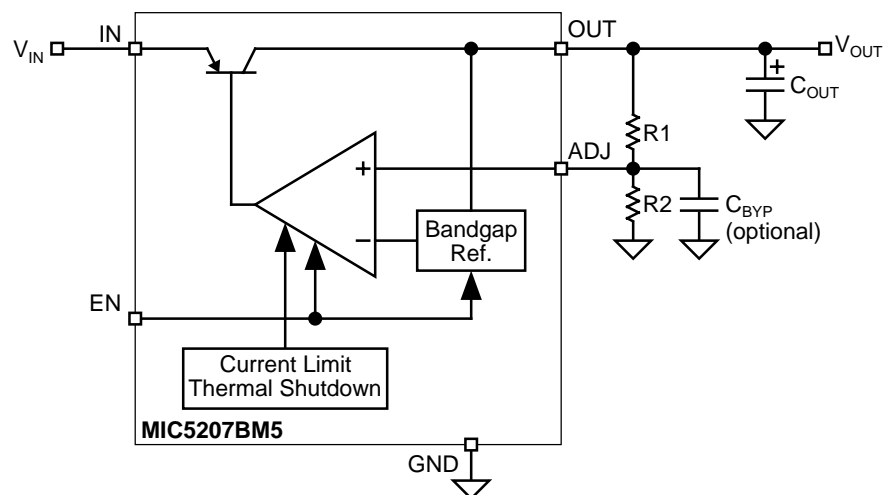 IN
OUT
V_IN
V_OUT
+
C_OUT
R1
ADJ
+
R2
C_BYP
(optional)
−
Bandgap
Ref.
EN
Current Limit
Thermal Shutdown
MIC5207BM5
GND